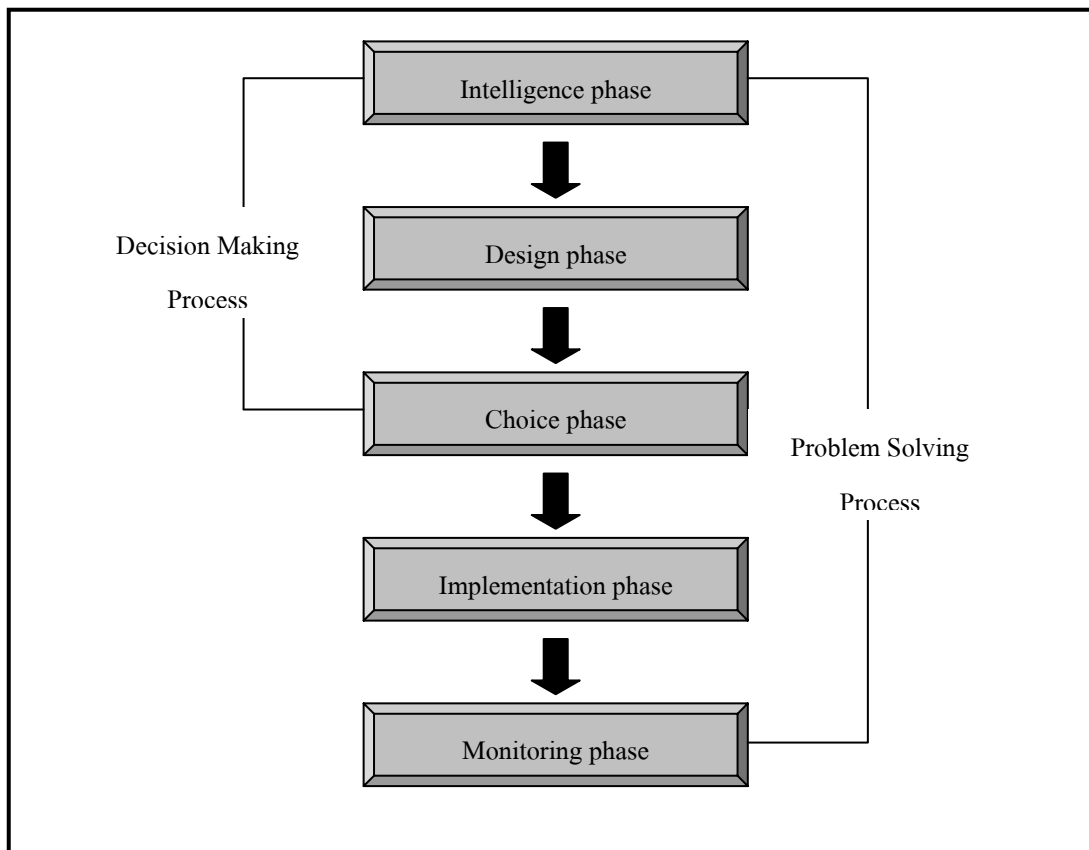 Intelligence phase
Design phase
Decision Making
Process
Choice phase
Problem Solving
Process
Implementation phase
Monitoring phase